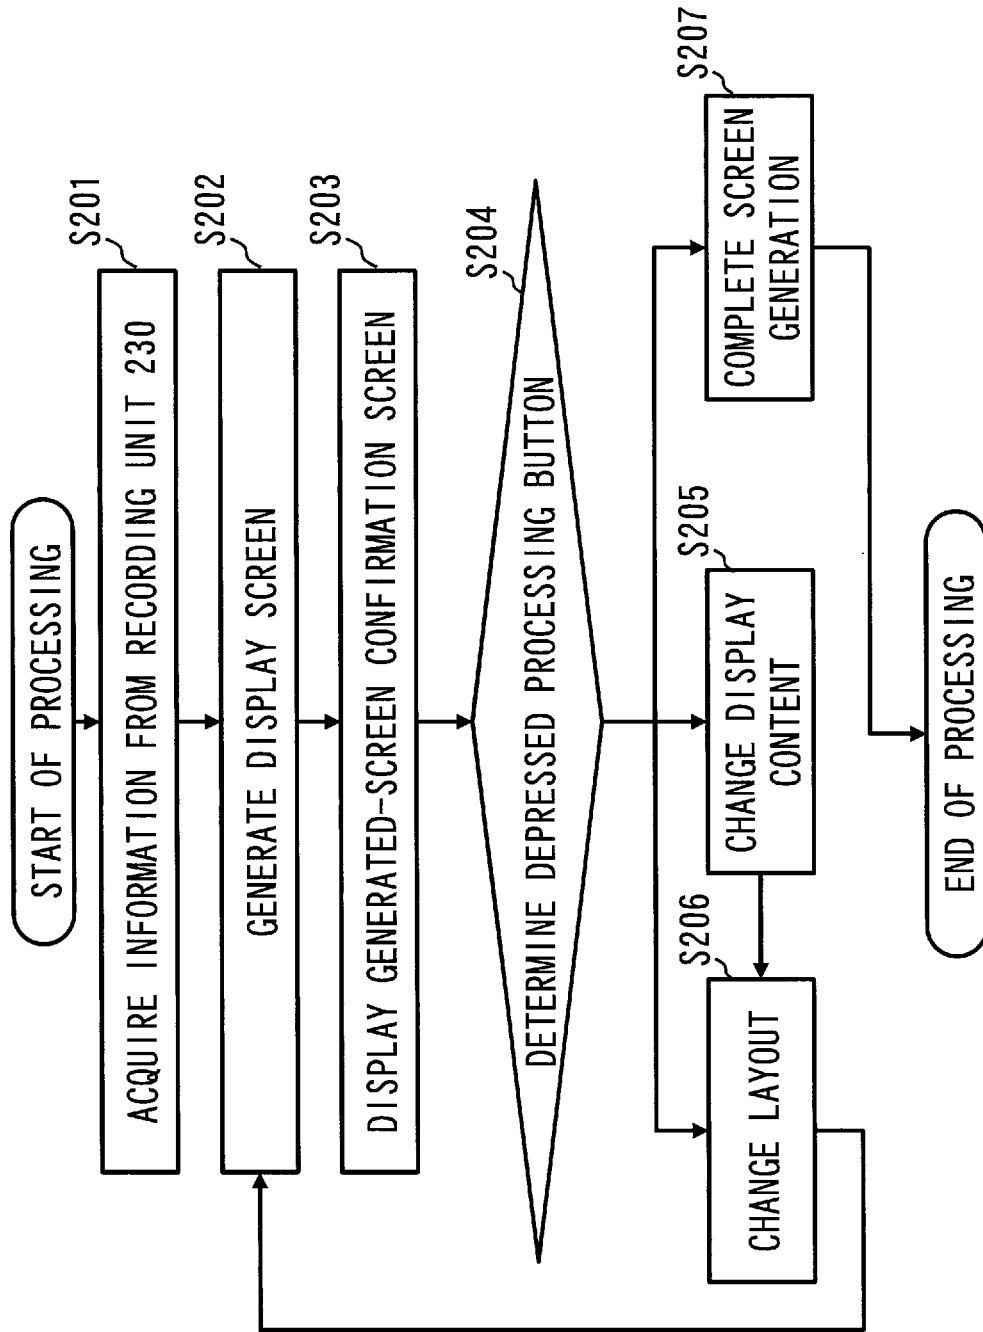 START OF PROCESSING
S201
ACQUIRE INFORMATION FROM RECORDING UNIT 230
S202
GENERATE DISPLAY SCREEN
S203
DISPLAY GENERATED-SCREEN CONFIRMATION SCREEN
S204
DETERMINE DEPRESSED PROCESSING BUTTON
S206
CHANGE LAYOUT
S205
CHANGE DISPLAY
CONTENT
S207
COMPLETE SCREEN
GENERATION
END OF PROCESSING